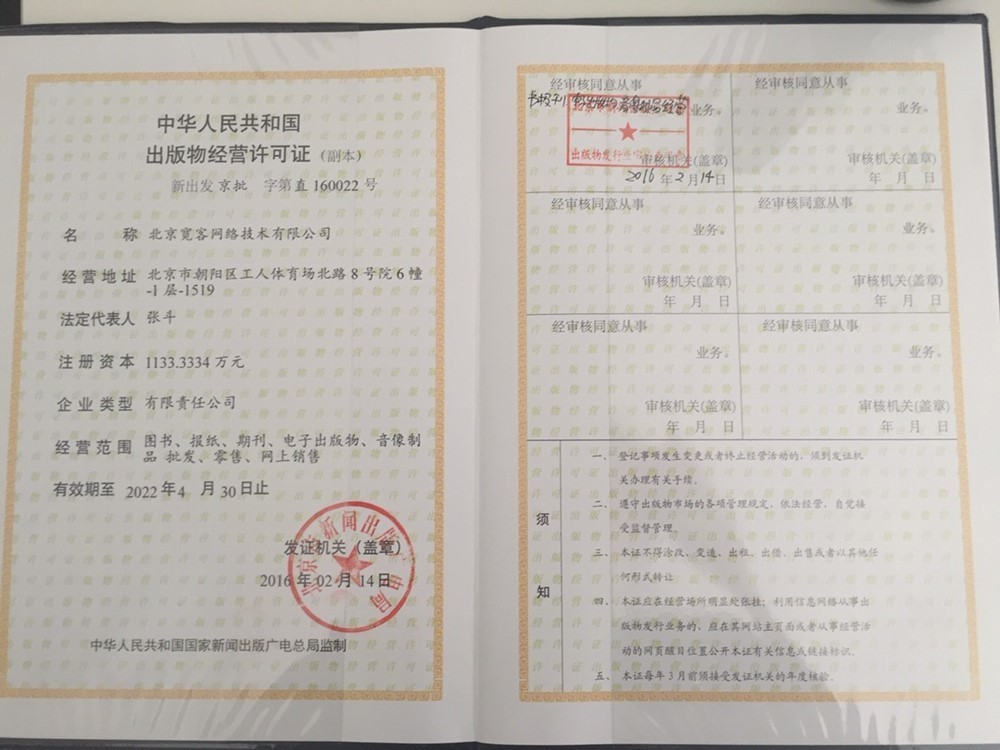 中华人民共和国
出版物经营许可证（副本）
新出发 京批 字第直 160022 号
名 称 北京宽客网络技术有限公司
经营地址 北京市朝阳区工人体育场北路 8 号院 6 幢
-1 层-1519
法定代表人 张斗
注册资本 1133.3334 万元
企业类型 有限责任公司
经营范围 图书、报纸、期刊、电子出版物、音像制
品 批发、零售、网上销售
有效期至 2022 年 4 月 30 日止
发证机关（盖章）
2016 年 02 月 14 日
中华人民共和国国家新闻出版广电总局监制
经审核同意从事
业务。
出版物发行
审核机关(盖章)
2016 年 2 月 14 日
经审核同意从事
业务。
审核机关(盖章)
年 月 日
经审核同意从事
业务。
审核机关(盖章)
年 月 日
经审核同意从事
业务。
审核机关(盖章)
年 月 日
经审核同意从事
业务。
审核机关(盖章)
年 月 日
经审核同意从事
业务。
审核机关(盖章)
年 月 日
须知
一、登记事项发生变更或者终止经营活动的，须到发证机
关办理有关手续。
二、遵守出版物市场的各项管理规定，依法经营，自觉接
受监督管理。
三、本证不得涂改、变造、出租、出借、出售或者以其他任
何形式转让
四、本证应在经营场所明显处张挂；利用信息网络从事出
版物发行业务的，应在其网站主页面或者从事经营活
动的网页醒目位置公开本证有关信息或链接标识。
五、本证每年 3 月前须接受发证机关的年度核验。